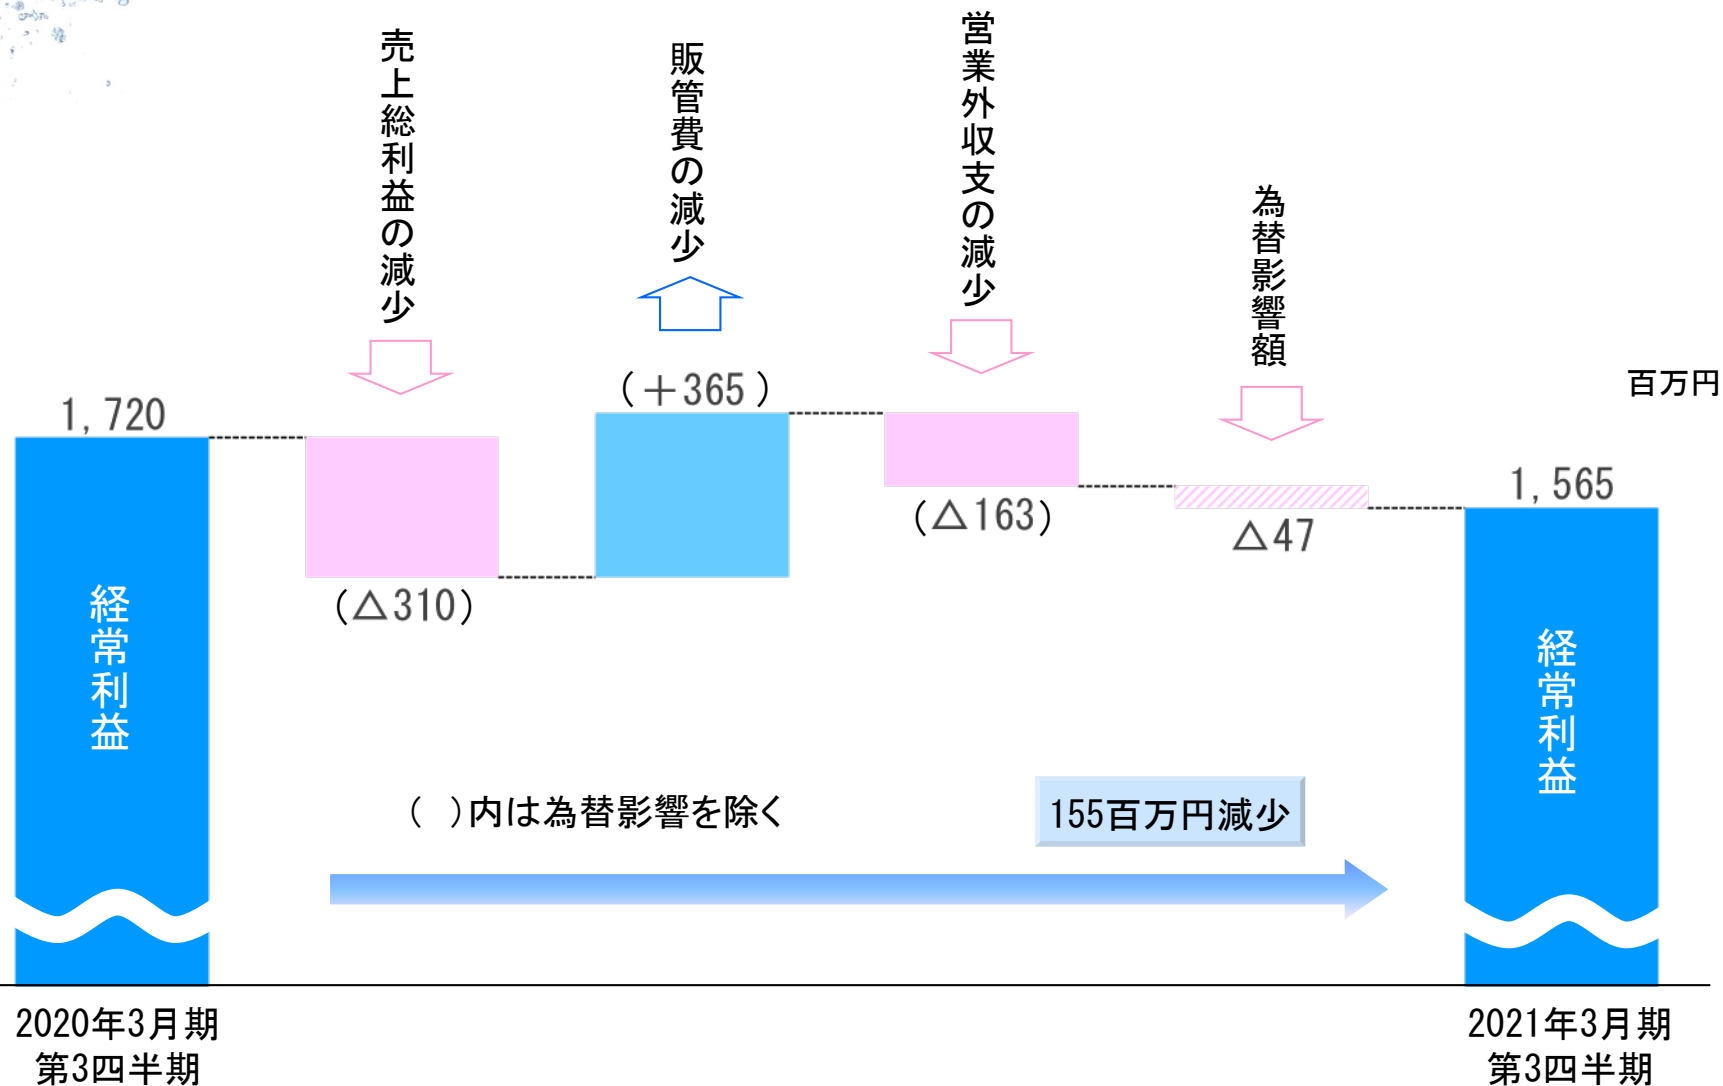 売上総利益の減少
販管費の減少
営業外収支の減少
為替影響額
百万円
1,720
(△310)
(＋365)
(△163)
△47
1,565
経常利益
経常利益
(　)内は為替影響を除く
155百万円減少
2020年3月期
第3四半期
2021年3月期
第3四半期